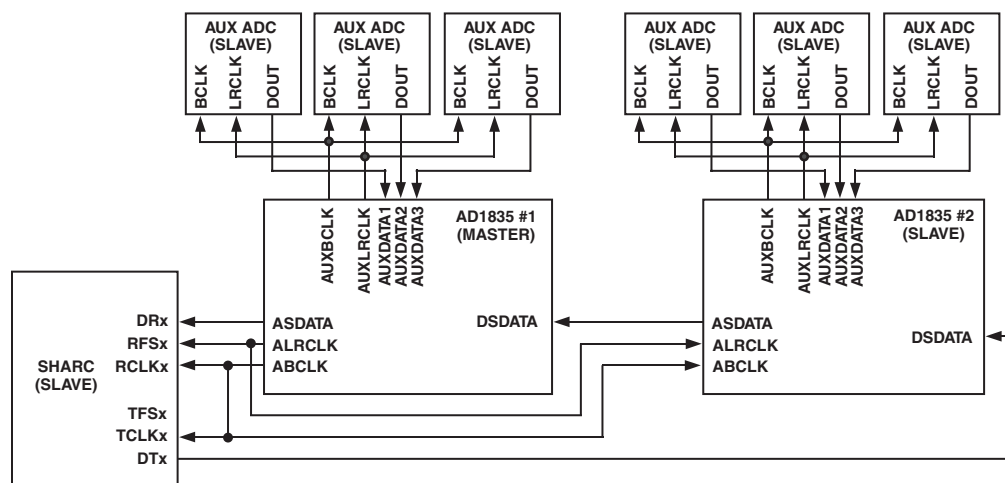 AUX ADC
(SLAVE)
BCLK
LRCLK
DOUT
AUX ADC
(SLAVE)
BCLK
LRCLK
DOUT
AUX ADC
(SLAVE)
BCLK
LRCLK
DOUT
AUX ADC
(SLAVE)
BCLK
LRCLK
DOUT
AUX ADC
(SLAVE)
BCLK
LRCLK
DOUT
AUX ADC
(SLAVE)
BCLK
LRCLK
DOUT
AUXBCLK
AUXLRCLK
AUXDATA1
AUXDATA2
AUXDATA3
AD1835 #1
(MASTER)
ASDATA
ALRCLK
ABCLK
DSDATA
AUXBCLK
AUXLRCLK
AUXDATA1
AUXDATA2
AUXDATA3
AD1835 #2
(SLAVE)
ASDATA
ALRCLK
ABCLK
DSDATA
SHARC
(SLAVE)
DRx
RFSx
RCLKx
TFSx
TCLKx
DTx